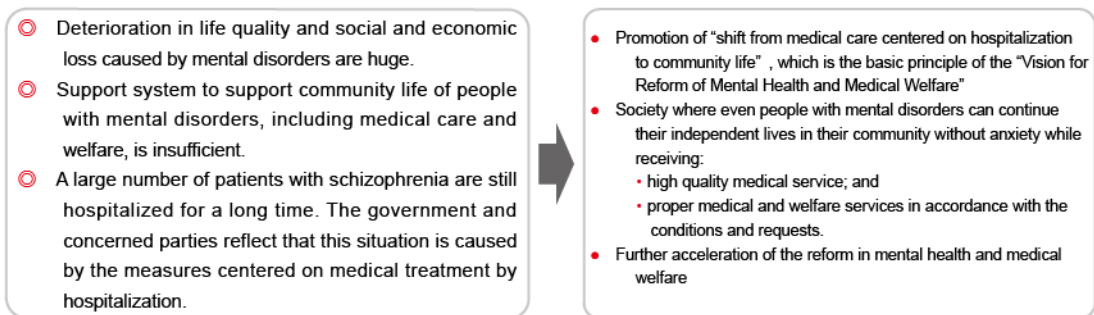 ◎ Deterioration in life quality and social and economic
loss caused by mental disorders are huge.
◎ Support system to support community life of people
with mental disorders, including medical care and
welfare, is insufficient.
◎ A large number of patients with schizophrenia are still
hospitalized for a long time. The government and
concerned parties reflect that this situation is caused
by the measures centered on medical treatment by
hospitalization.
● Promotion of “shift from medical care centered on hospitalization
to community life” , which is the basic principle of the “Vision for
Reform of Mental Health and Medical Welfare”
● Society where even people with mental disorders can continue
their independent lives in their community without anxiety while
receiving:
・high quality medical service; and
・proper medical and welfare services in accordance with the
conditions and requests.
● Further acceleration of the reform in mental health and medical
welfare